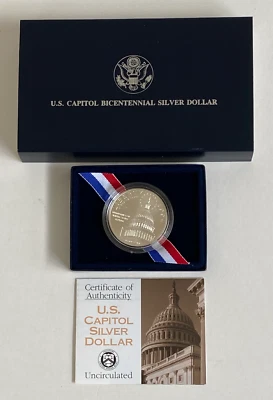 U.S. CAPITOL BICENTENNIAL SILVER DOLLAR
Certificate of
Authenticity
U.S.
CAPITOL
SILVER
DOLLAR
Uncirculated